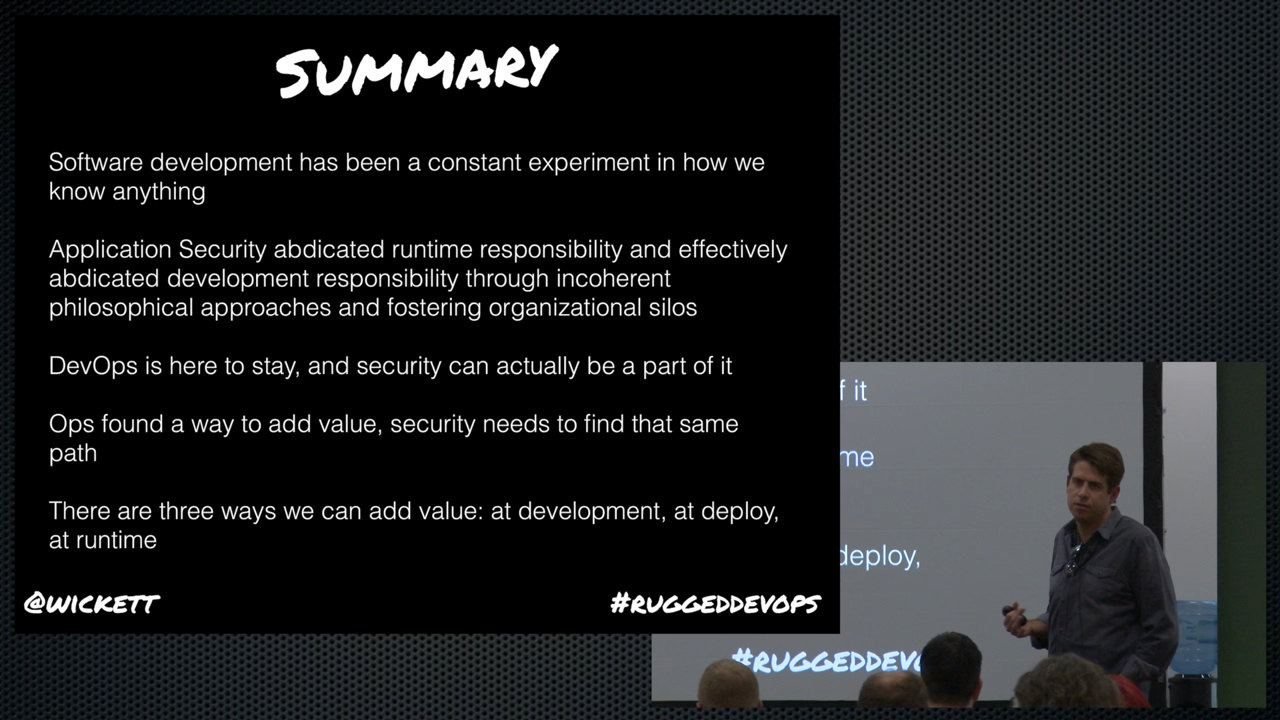 SUMMARY
Software development has been a constant experiment in how we
know anything
Application Security abdicated runtime responsibility and effectively
abdicated development responsibility through incoherent
philosophical approaches and fostering organizational silos
DevOps is here to stay, and security can actually be a part of it
Ops found a way to add value, security needs to find that same
path
There are three ways we can add value: at development, at deploy,
at runtime
@WICKETT
#RUGGEDDEVOPS
f it
me
deploy,
#RUGGEDDEVO